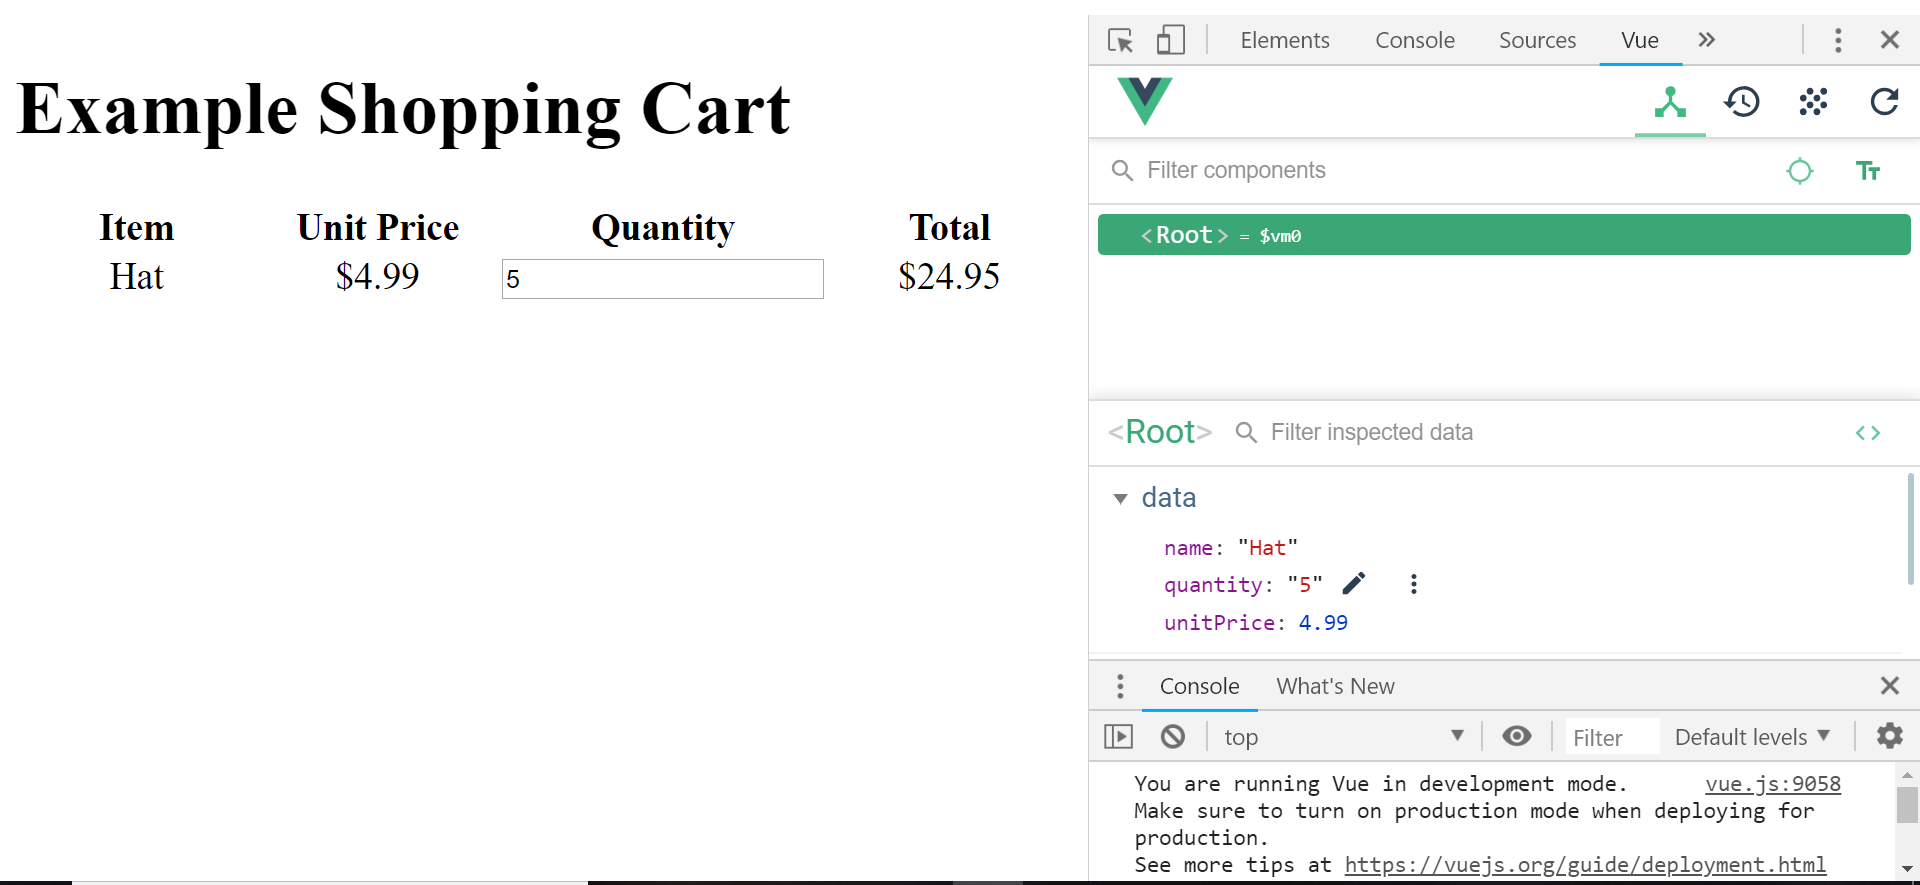 Example Shopping Cart
Item Unit Price Quantity Total
Hat $4.99 5 $24.95
Elements Console Sources Vue
Filter components
<Root> = $vm0
<Root> Filter inspected data
data
name: "Hat"
quantity: "5"
unitPrice: 4.99
Console What's New
top Filter Default levels
You are running Vue in development mode. vue.js:9058
Make sure to turn on production mode when deploying for
production.
See more tips at https://vuejs.org/guide/deployment.html